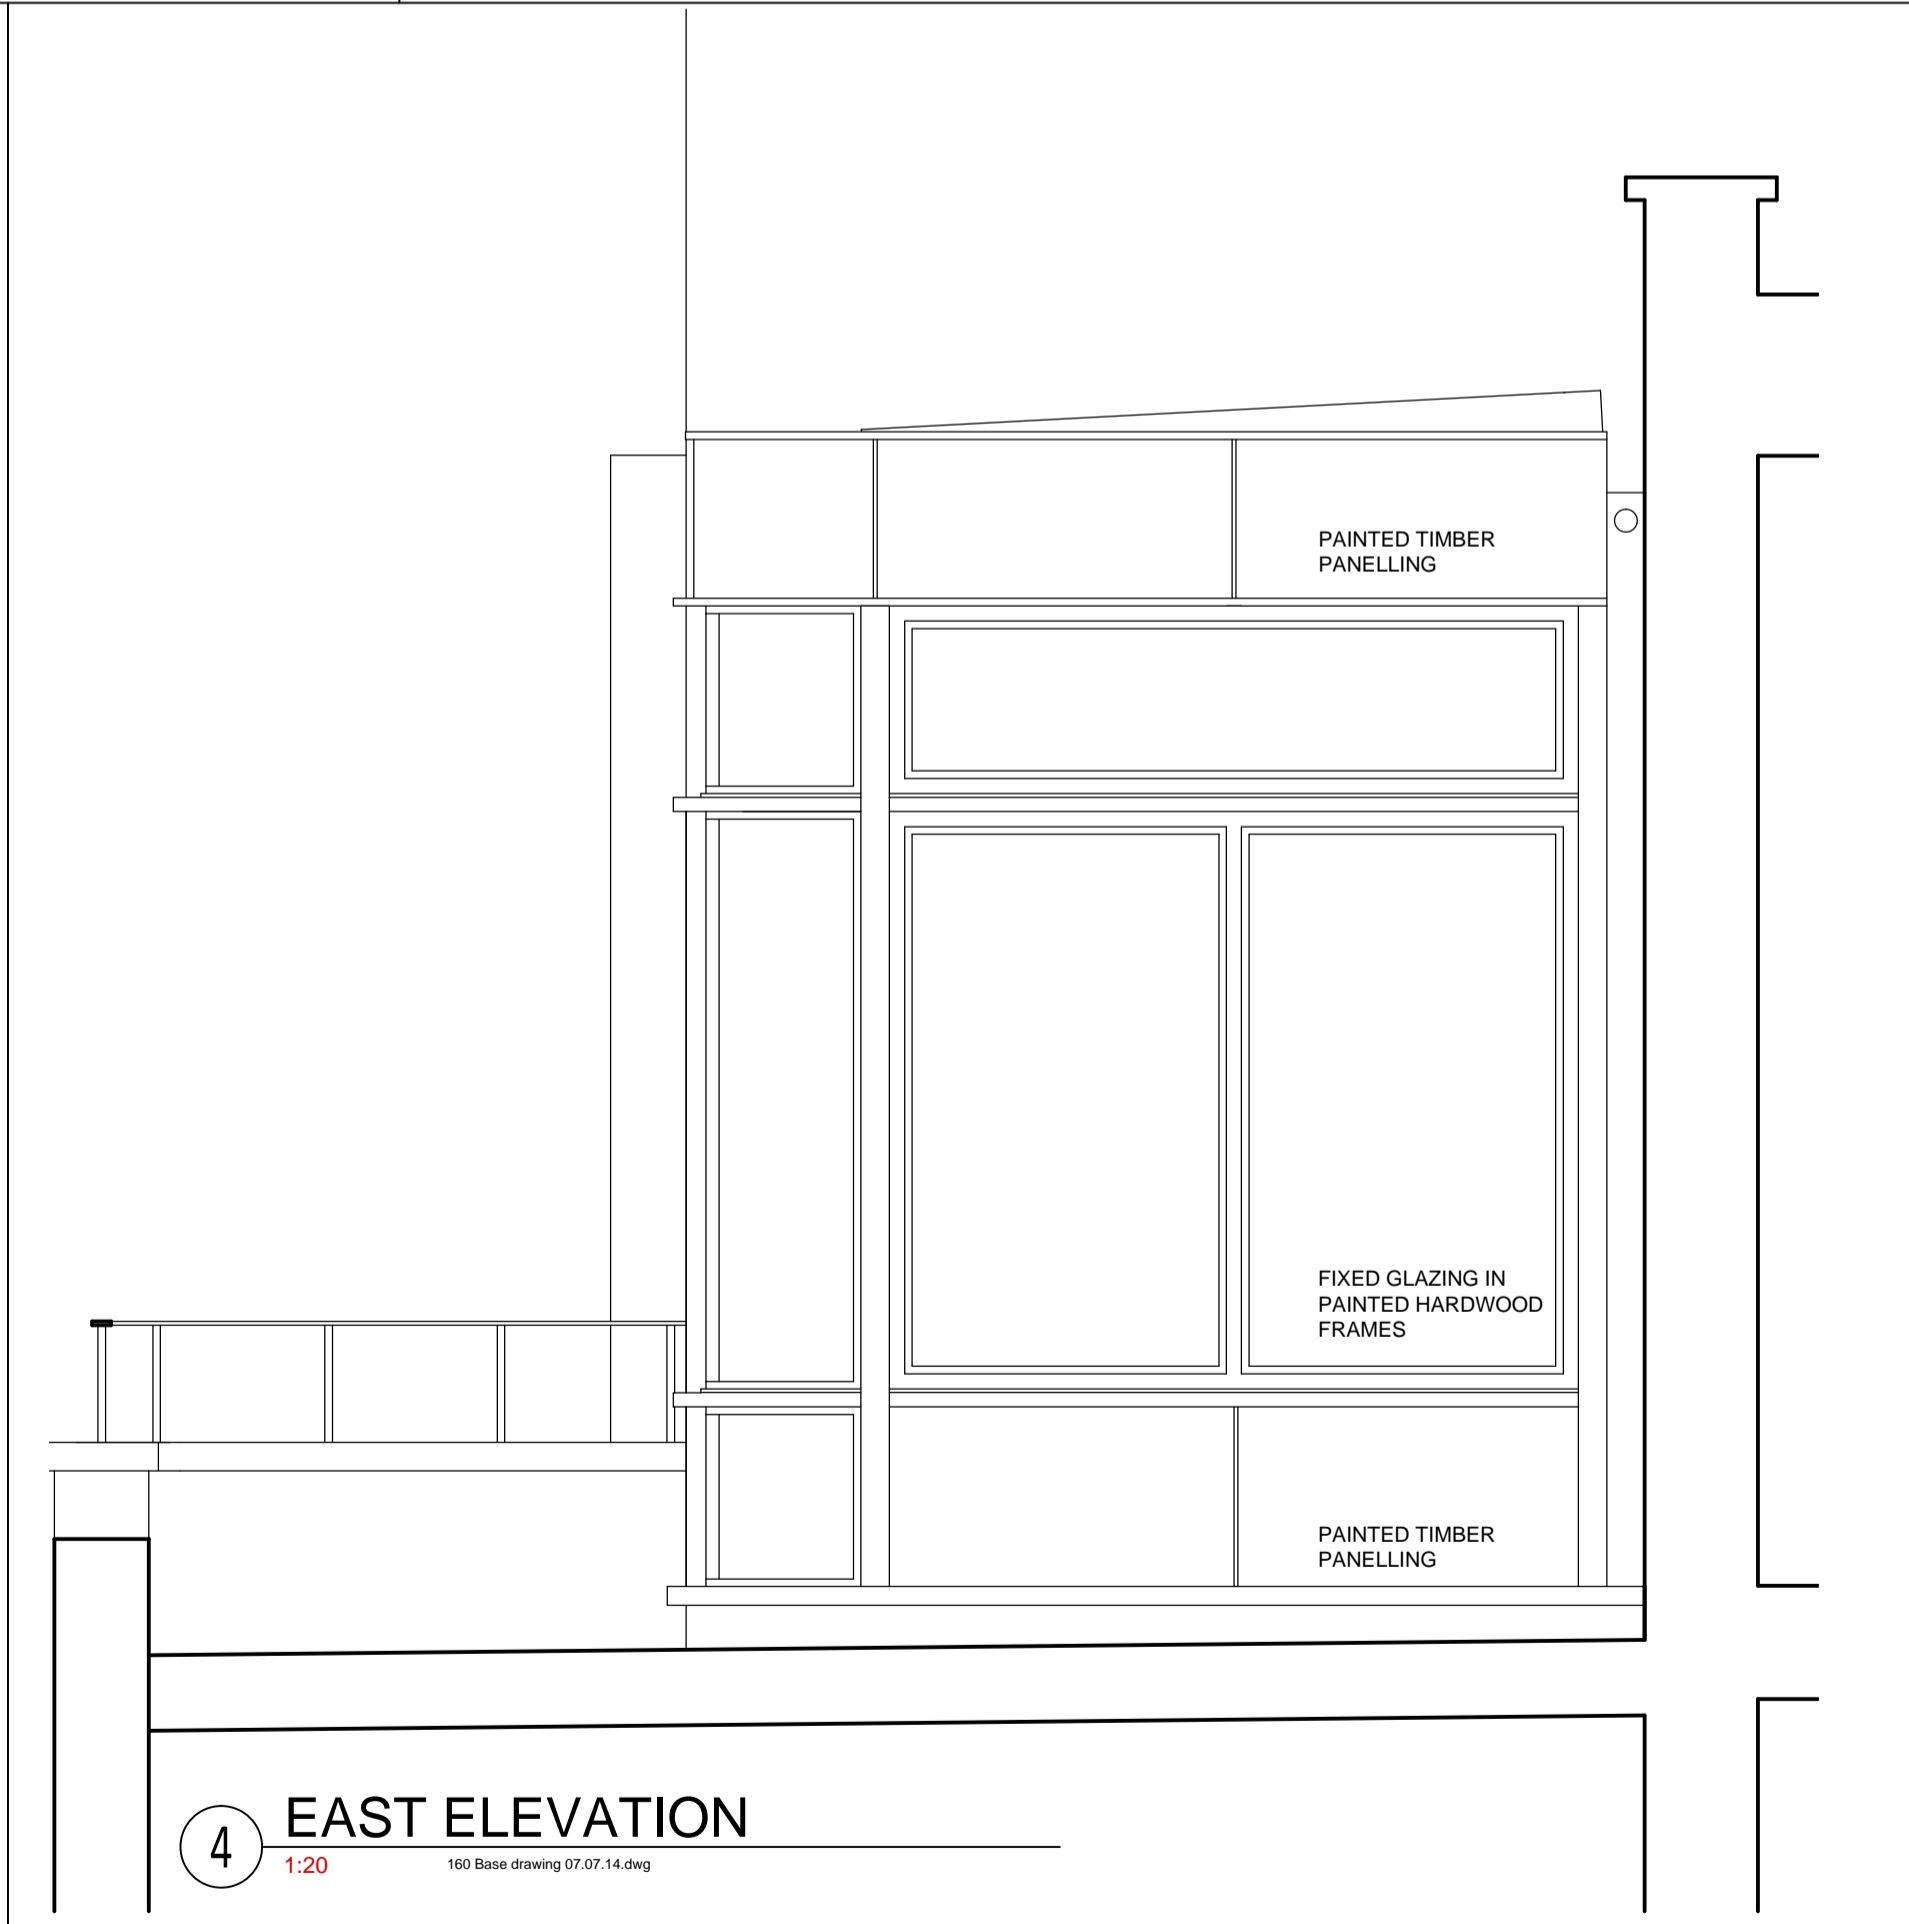 PAINTED TIMBER
PANELLING
FIXED GLAZING IN
PAINTED HARDWOOD
FRAMES
PAINTED TIMBER
PANELLING
4
EAST ELEVATION
1:20
160 Base drawing 07.07.14.dwg